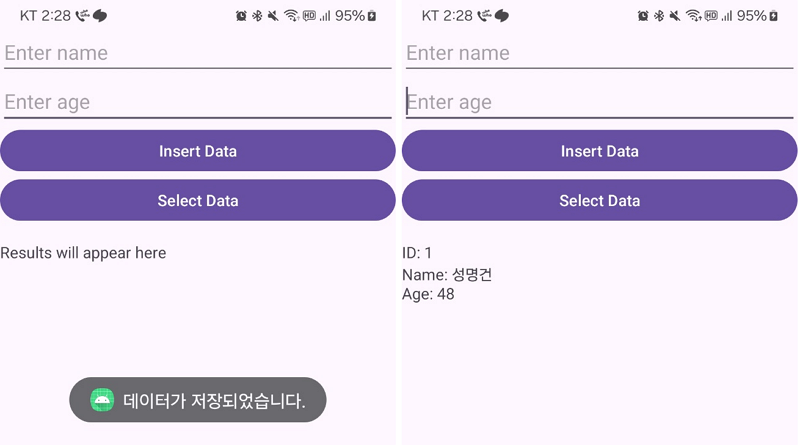 KT 2:28
HD 95%
Enter name
Enter age
Insert Data
Select Data
Results will appear here
데이터가 저장되었습니다.
KT 2:28
HD 95%
Enter name
Enter age
Insert Data
Select Data
ID: 1
Name: 성명건
Age: 48